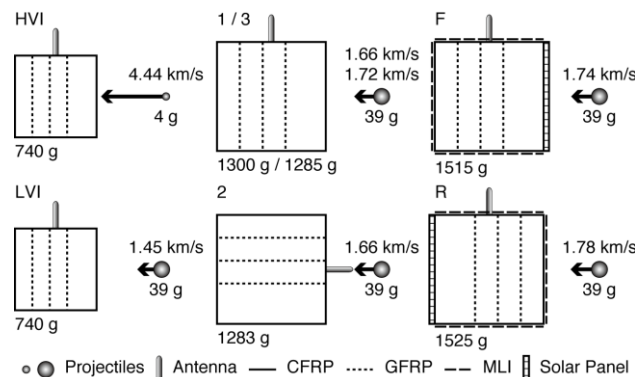 HVI
4.44 km/s
4 g
740 g
1 / 3
1.66 km/s
1.72 km/s
39 g
1300 g / 1285 g
F
1.74 km/s
39 g
1515 g
LVI
1.45 km/s
39 g
740 g
2
1.66 km/s
39 g
1283 g
R
1.78 km/s
39 g
1525 g
Projectiles Antenna CFRP GFRP MLI Solar Panel